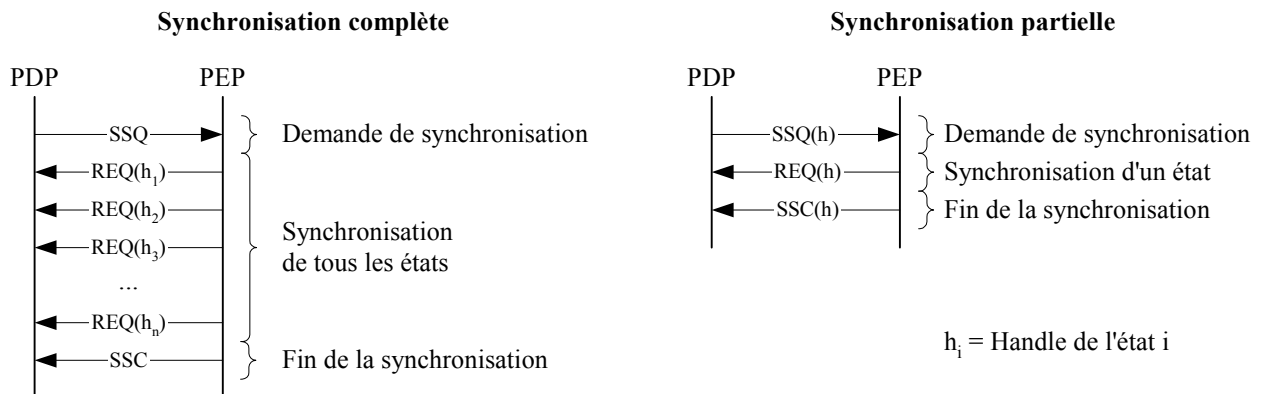 Synchronisation complète
PDP PEP
SSQ
Demande de synchronisation
REQ(h1)
REQ(h2)
REQ(h3)
...
REQ(hn)
Synchronisation
de tous les états
SSC
Fin de la synchronisation
Synchronisation partielle
PDP PEP
SSQ(h)
Demande de synchronisation
REQ(h)
Synchronisation d'un état
SSC(h)
Fin de la synchronisation
hi = Handle de l'état i